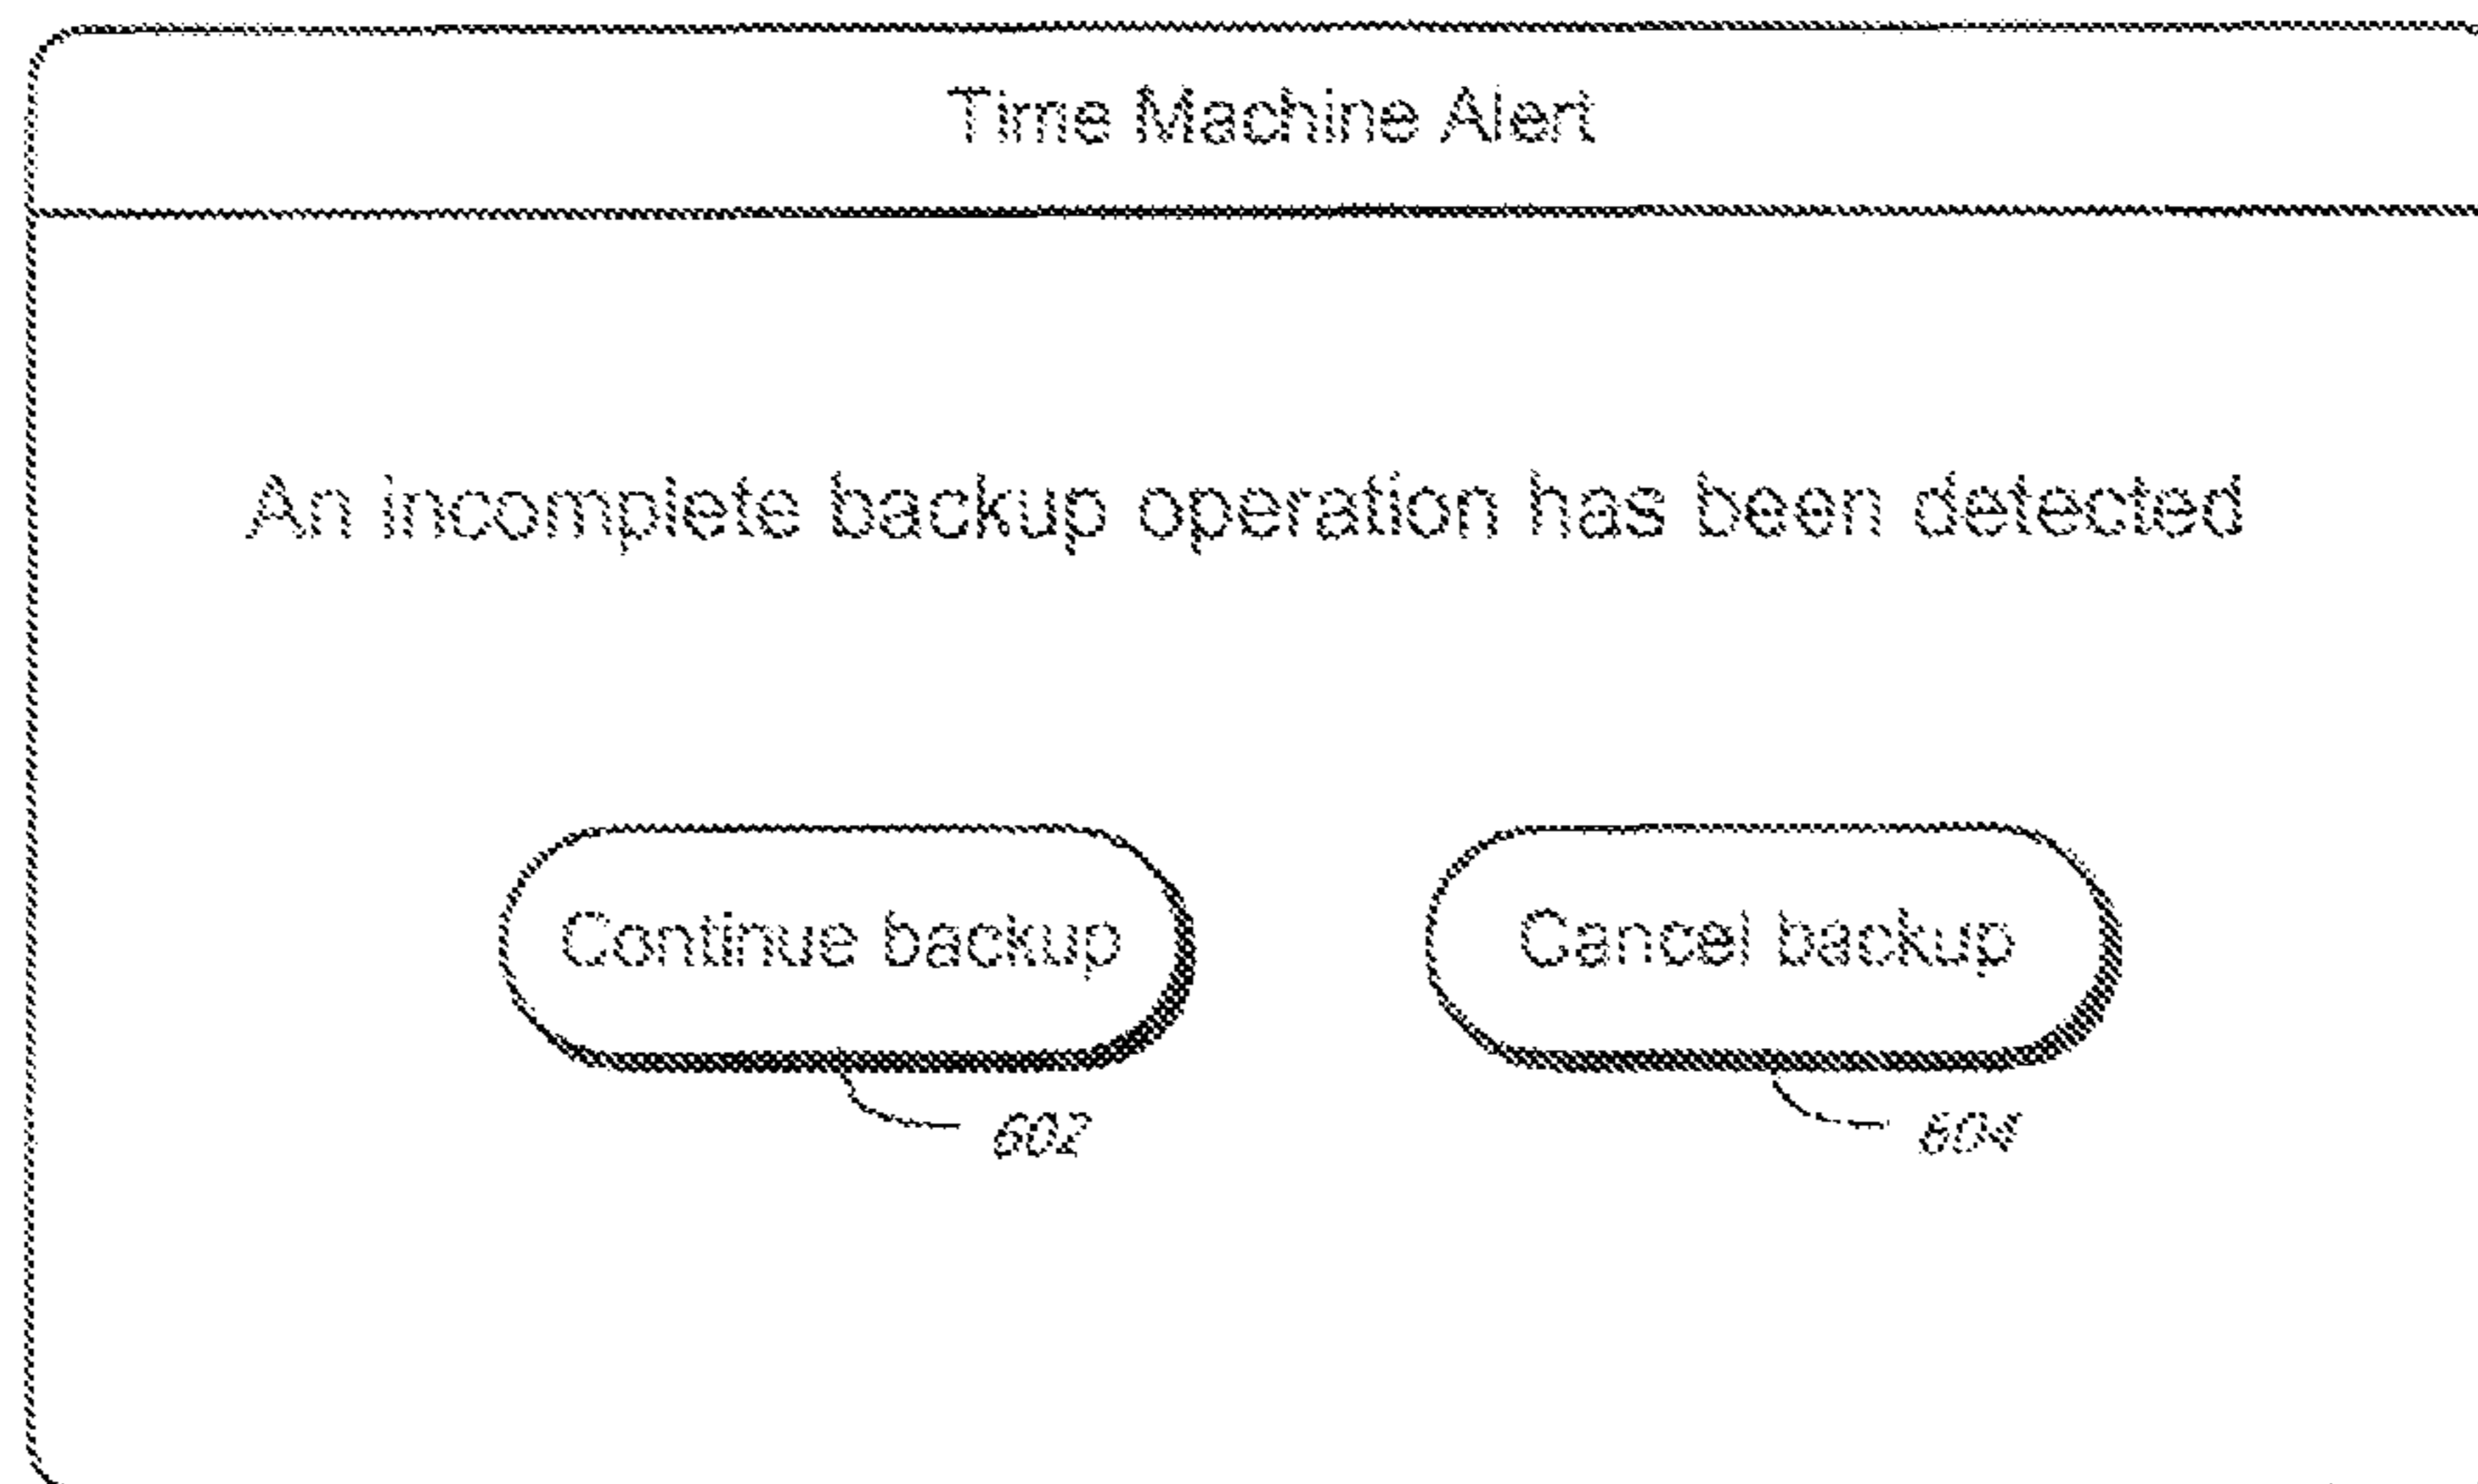 Time Machine Alert
An incomplete backup operation has been detected
Continue backup
Cancel backup
602
604